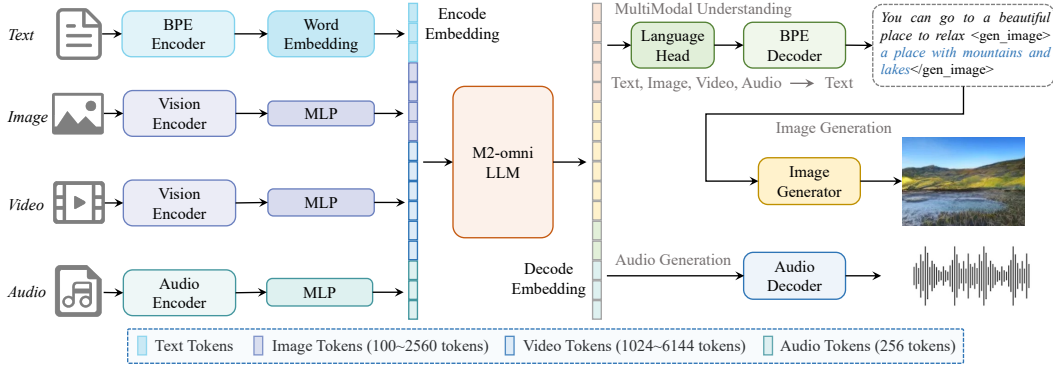 Text
BPE
Encoder
Word
Embedding
Encode
Embedding
Image
Vision
Encoder
MLP
Video
Vision
Encoder
MLP
Audio
Audio
Encoder
MLP
M2-omni
LLM
Decode
Embedding
MultiModal Understanding
Language
Head
BPE
Decoder
Text, Image, Video, Audio → Text
You can go to a beautiful
place to relax <gen_image>
a place with mountains and
lakes</gen_image>
Image Generation
Image
Generator
Audio Generation
Audio
Decoder
Text Tokens
Image Tokens (100~2560 tokens)
Video Tokens (1024~6144 tokens)
Audio Tokens (256 tokens)